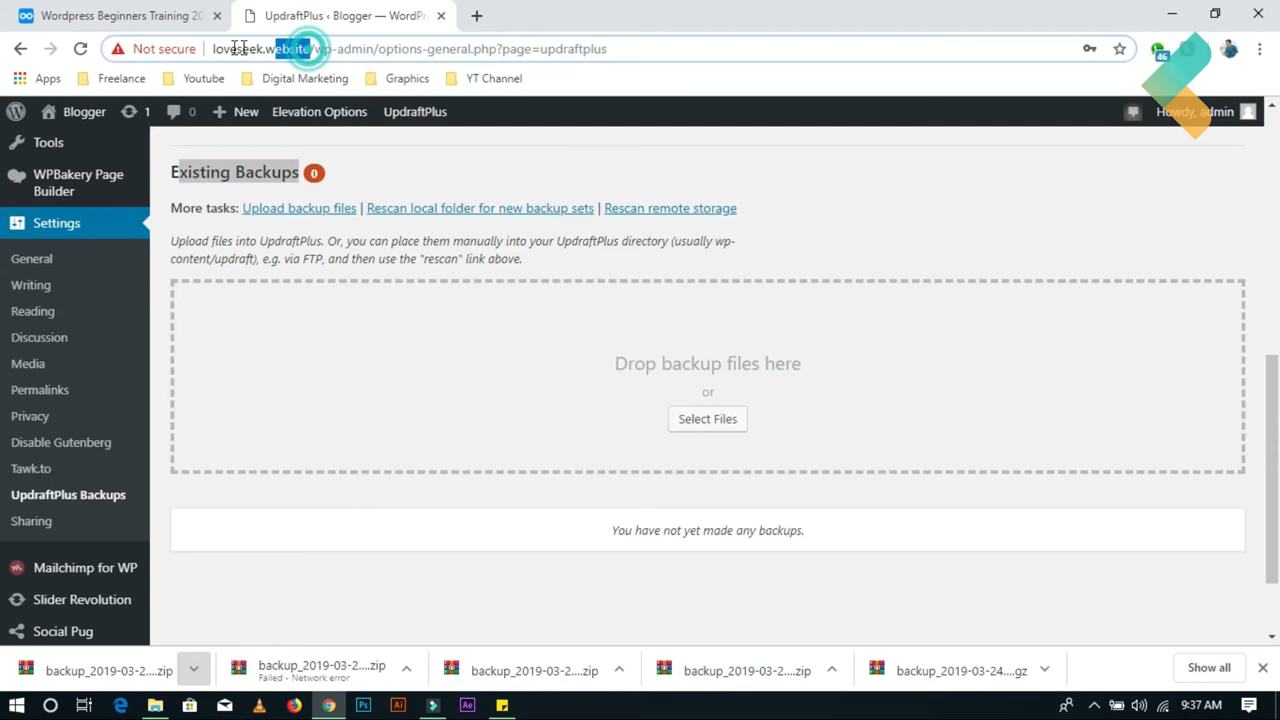 Wordpress Beginners Training 20
UpdraftPlus ‹ Blogger — WordPr
Not secure
loveseek.website/wp-admin/options-general.php?page=updraftplus
46
Apps
Freelance
Youtube
Digital Marketing
Graphics
YT Channel
Blogger
1
0
New
Elevation Options
UpdraftPlus
Howdy, admin
Tools
WPBakery Page
Builder
Settings
General
Writing
Reading
Discussion
Media
Permalinks
Privacy
Disable Gutenberg
Tawk.to
UpdraftPlus Backups
Sharing
Mailchimp for WP
Slider Revolution
Social Pug
Existing Backups 0
More tasks: Upload backup files | Rescan local folder for new backup sets | Rescan remote storage
Upload files into UpdraftPlus. Or, you can place them manually into your UpdraftPlus directory (usually wp-
content/updraft), e.g. via FTP, and then use the "rescan" link above.
Drop backup files here
or
Select Files
You have not yet made any backups.
backup_2019-03-2....zip
backup_2019-03-2....zip
Failed - Network error
backup_2019-03-2....zip
backup_2019-03-2....zip
backup_2019-03-24....gz
Show all
Ps
Ai
Ae
9:37 AM